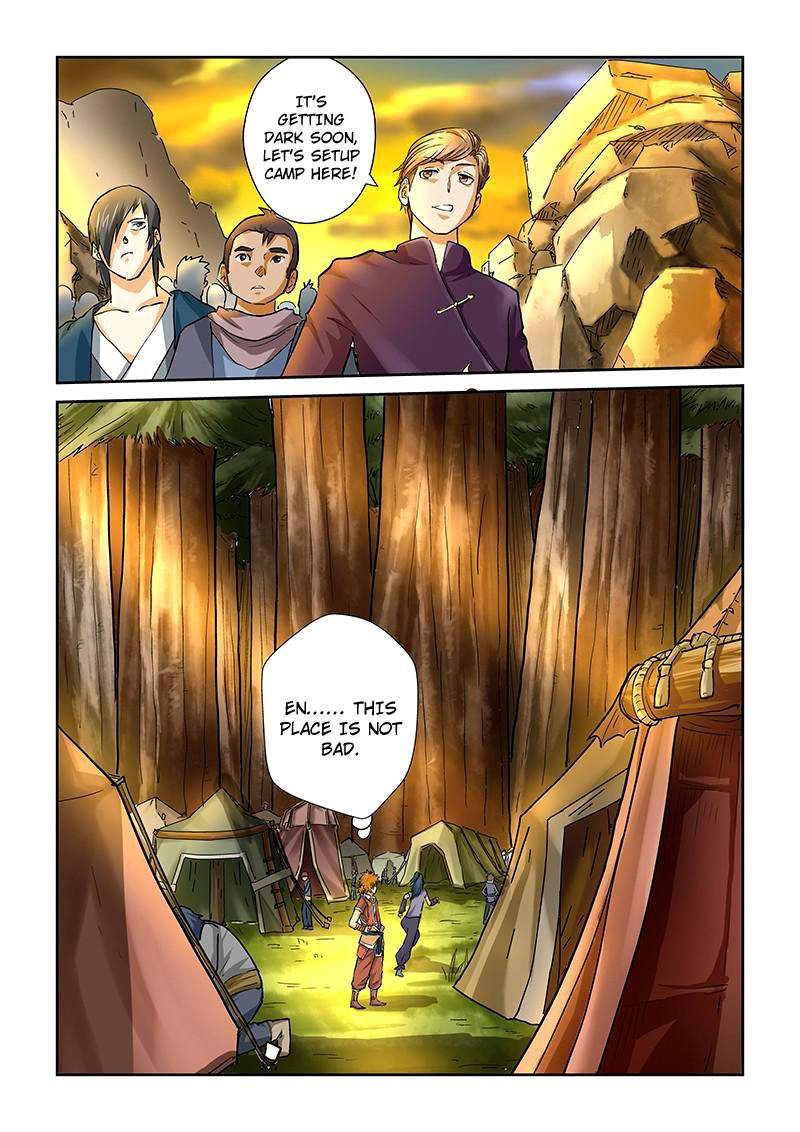 IT'S
GETTING
DARK SOON,
LET'S SETUP
CAMP HERE!
EN...... THIS
PLACE IS NOT
BAD.